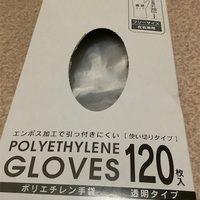 フリーサイズ
エンボス加工で引っ付きにくい [使い切りタイプ]
POLYETHYLENE
GLOVES 120枚入
ポリエチレン手袋 透明タイプ